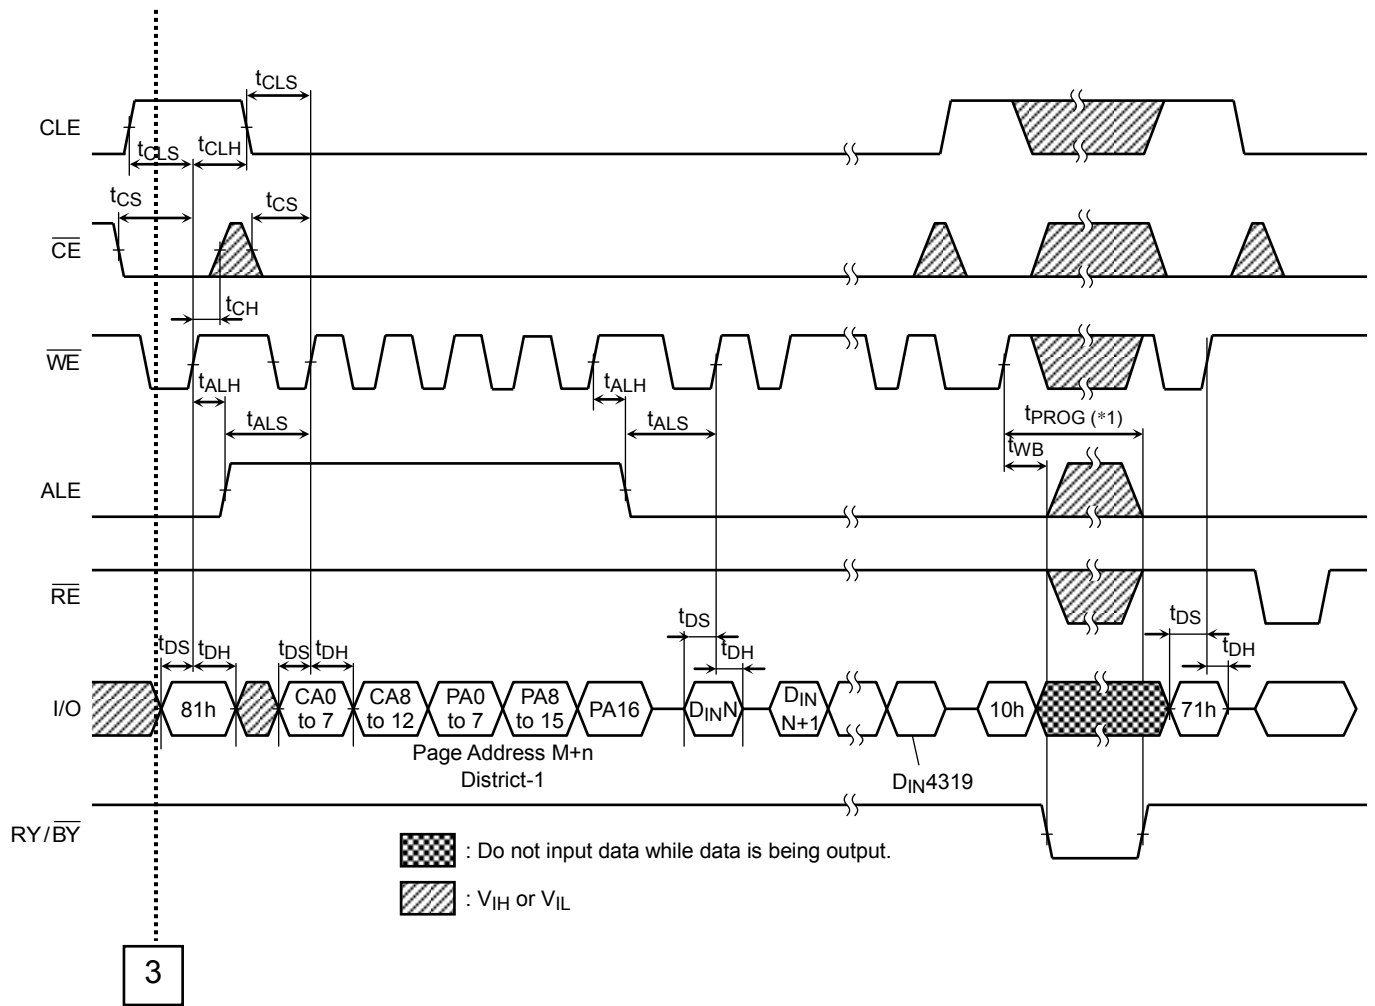 tCLS
CLE
tCLS tCLH
tCS tCS
CE
tCH
WE
tALH tALH
tALS tALS tPROG (*1)
tWB
ALE
RE
tDS tDH tDS tDH tDS tDH tDS tDH
I/O 81h CA0 to 7 CA8 to 12 PA0 to 7 PA8 to 15 PA16 DINN DIN N+1 10h 71h
Page Address M+n
District-1
DIN4319
RY/BY
: Do not input data while data is being output.
: VIH or VIL
3